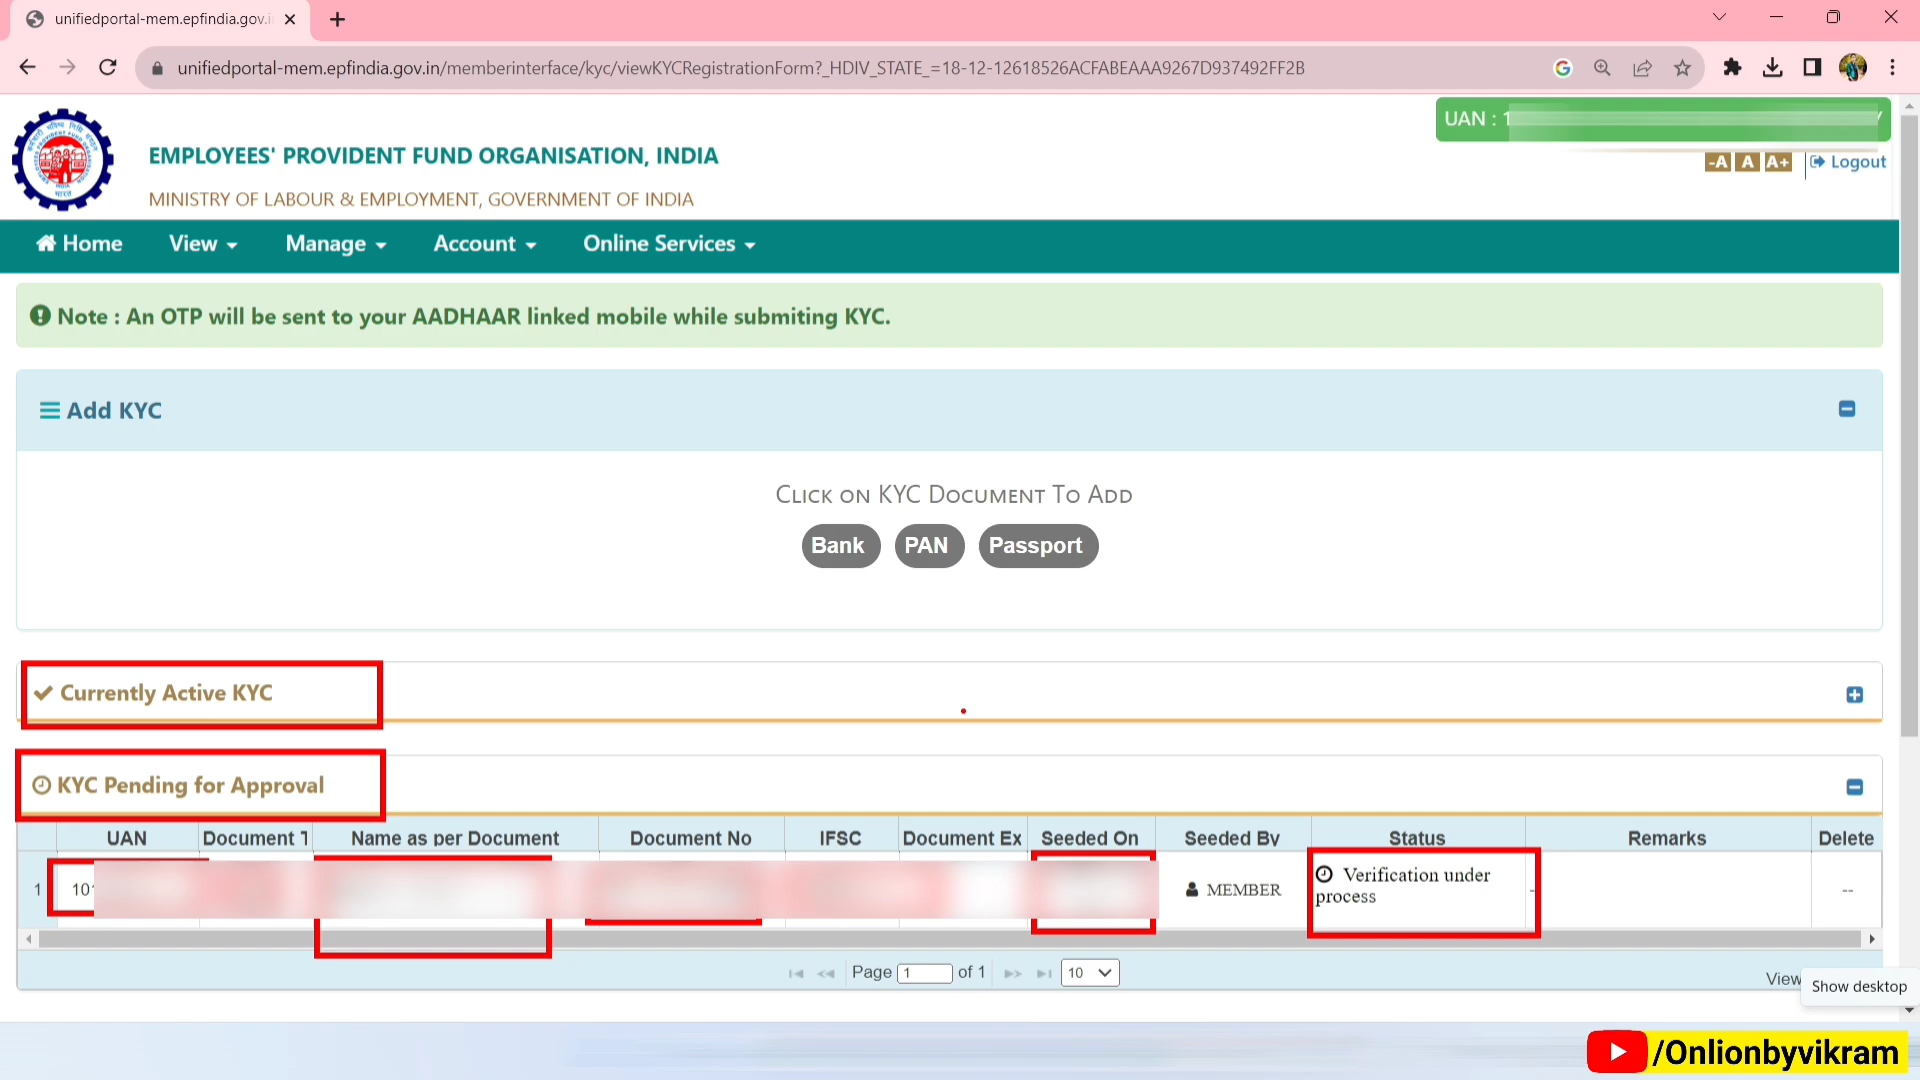 unifiedportal-mem.epfindia.gov.i
unifiedportal-mem.epfindia.gov.in/memberinterface/kyc/viewKYCRegistrationForm?_HDIV_STATE_=18-12-12618526ACFABEAAA9267D937492FF2B
UAN : 1
EMPLOYEES' PROVIDENT FUND ORGANISATION, INDIA
-A A A+ Logout
MINISTRY OF LABOUR & EMPLOYMENT, GOVERNMENT OF INDIA
Home View Manage Account Online Services
Note : An OTP will be sent to your AADHAAR linked mobile while submiting KYC.
Add KYC
CLICK ON KYC DOCUMENT TO ADD
Bank PAN Passport
Currently Active KYC
KYC Pending for Approval
UAN Document T Name as per Document Document No IFSC Document Ex Seeded On Seeded By Status Remarks Delete
1 101 MEMBER Verification under - --
process
Page 1 of 1 10
View
Show desktop
/Onlionbyvikram